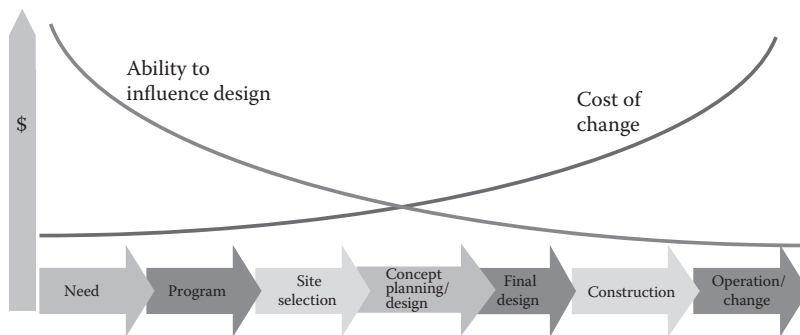 Ability to
influence design
Cost of
change
$
Need
Program
Site
selection
Concept
planning/
design
Final
design
Construction
Operation/
change